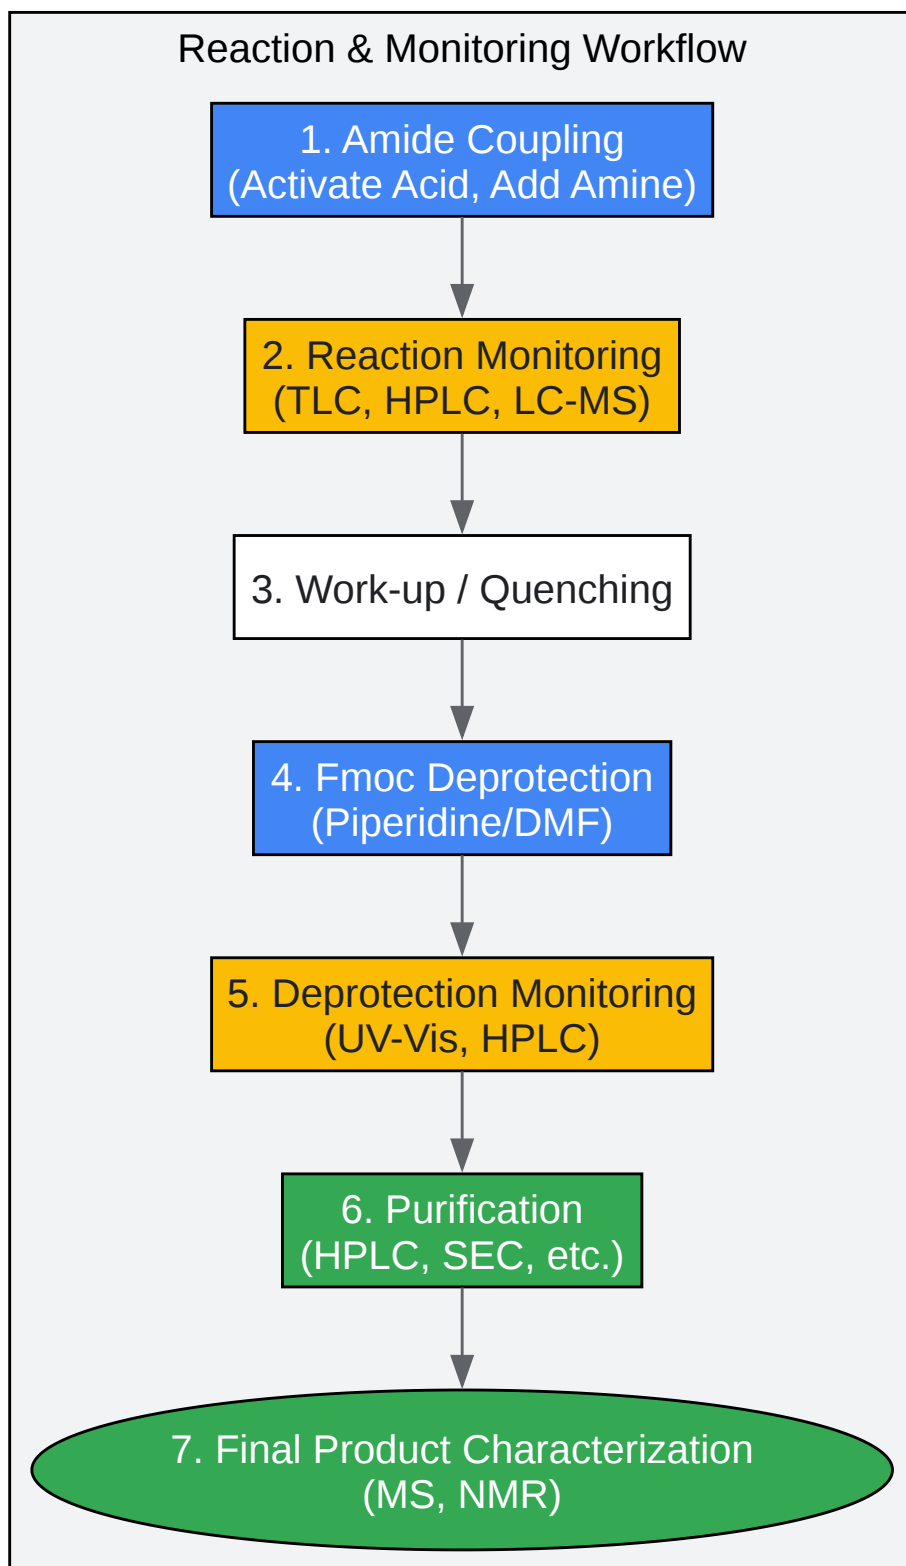 Reaction & Monitoring Workflow
1. Amide Coupling
(Activate Acid, Add Amine)
2. Reaction Monitoring
(TLC, HPLC, LC-MS)
3. Work-up / Quenching
4. Fmoc Deprotection
(Piperidine/DMF)
5. Deprotection Monitoring
(UV-Vis, HPLC)
6. Purification
(HPLC, SEC, etc.)
7. Final Product Characterization
(MS, NMR)